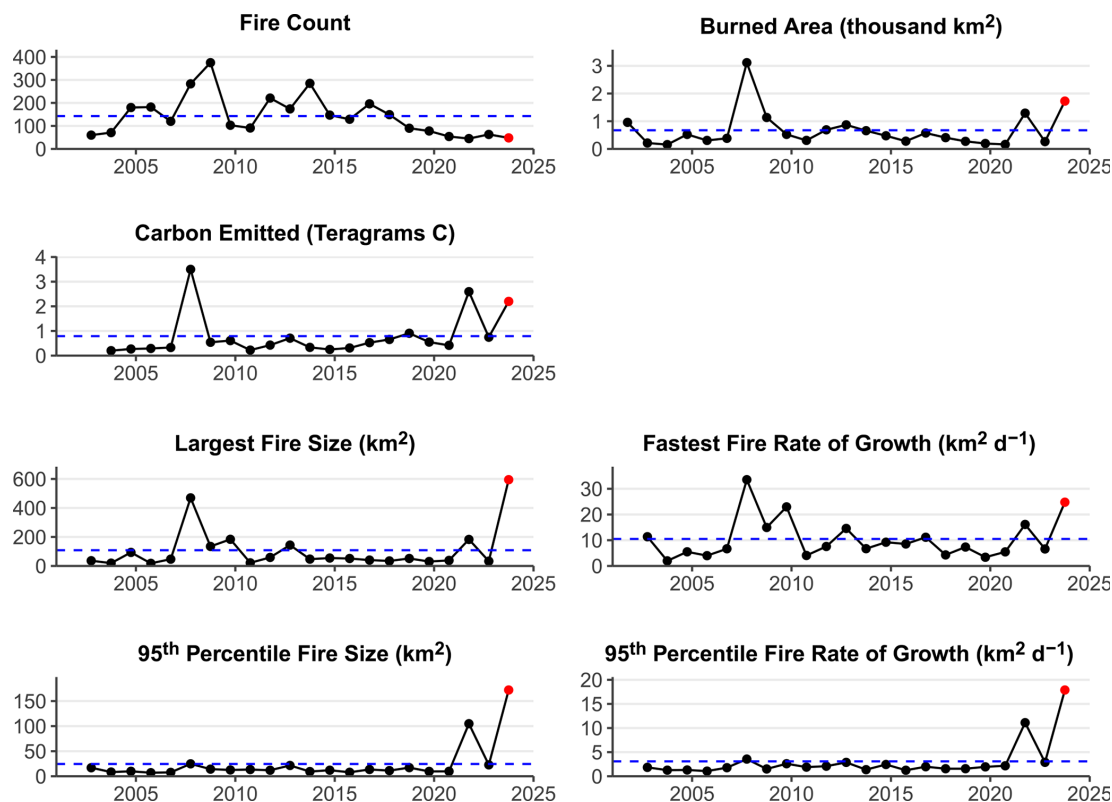 Fire Count
400
300
200
100
0
2005 2010 2015 2020 2025
Burned Area (thousand km²)
3
2
1
0
2005 2010 2015 2020 2025
Carbon Emitted (Teragrams C)
4
3
2
1
0
2005 2010 2015 2020 2025
Largest Fire Size (km²)
600
400
200
0
2005 2010 2015 2020 2025
Fastest Fire Rate of Growth (km² d⁻¹)
30
20
10
0
2005 2010 2015 2020 2025
95ᵗʰ Percentile Fire Size (km²)
150
100
50
0
2005 2010 2015 2020 2025
95ᵗʰ Percentile Fire Rate of Growth (km² d⁻¹)
20
15
10
5
0
2005 2010 2015 2020 2025